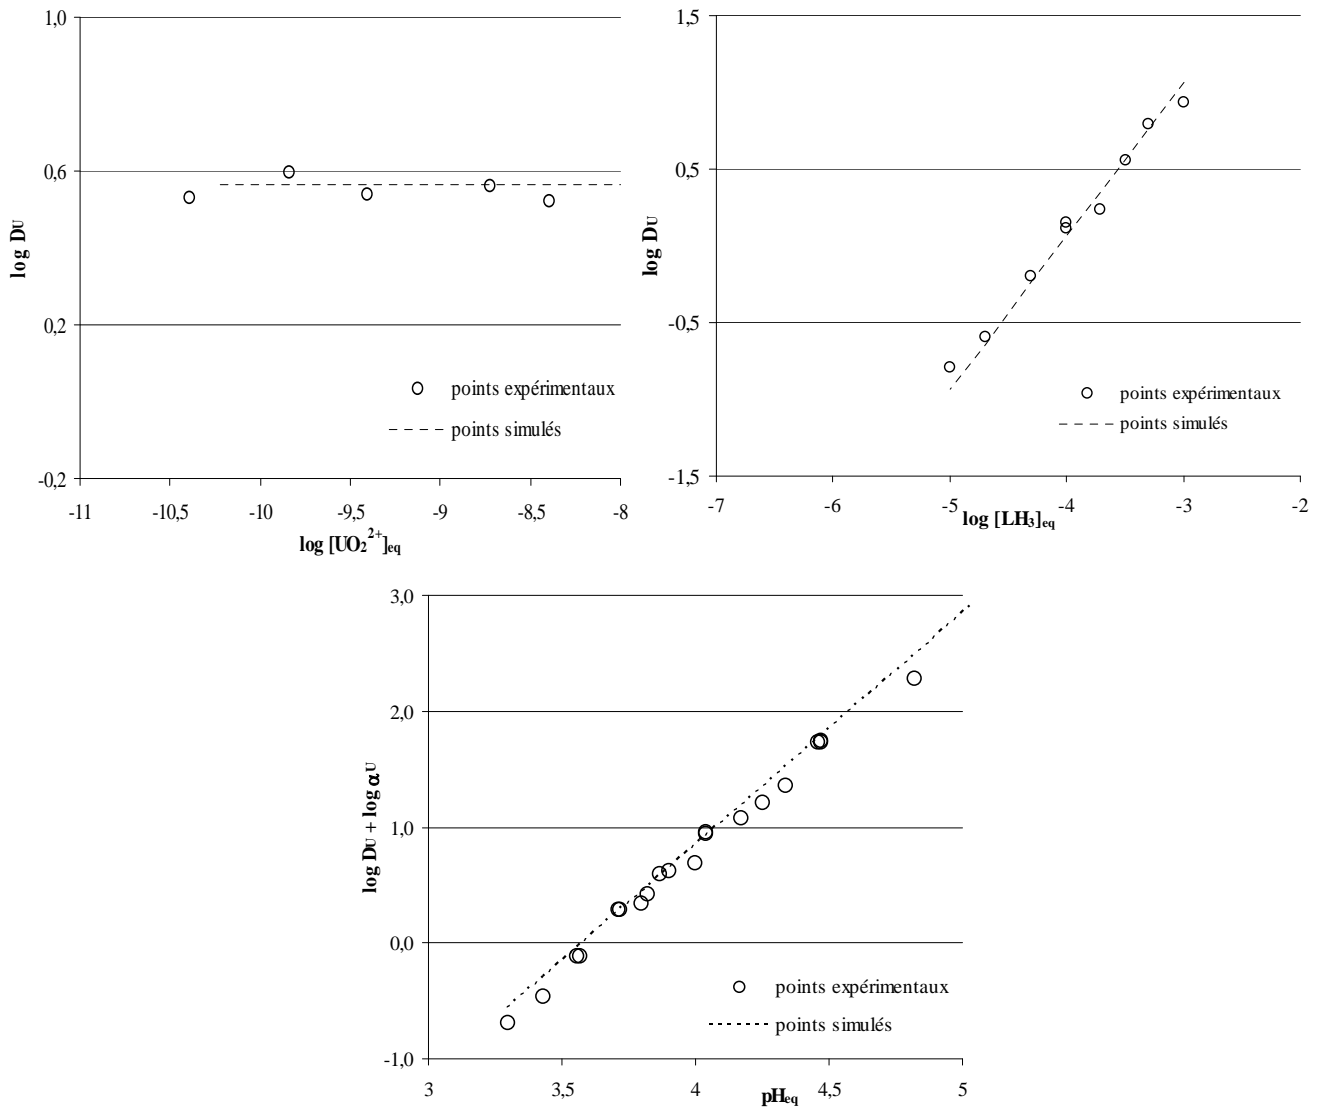 1,0
0,6
0,2
-0,2
log DU
-11 -10,5 -10 -9,5 -9 -8,5 -8
log [UO2 2+]eq
points expérimentaux
points simulés
1,5
0,5
-0,5
-1,5
log DU
-7 -6 -5 -4 -3 -2
log [LH3]eq
points expérimentaux
points simulés
3,0
2,0
1,0
0,0
-1,0
log DU + log αU
3 3,5 4 4,5 5
pHeq
points expérimentaux
points simulés